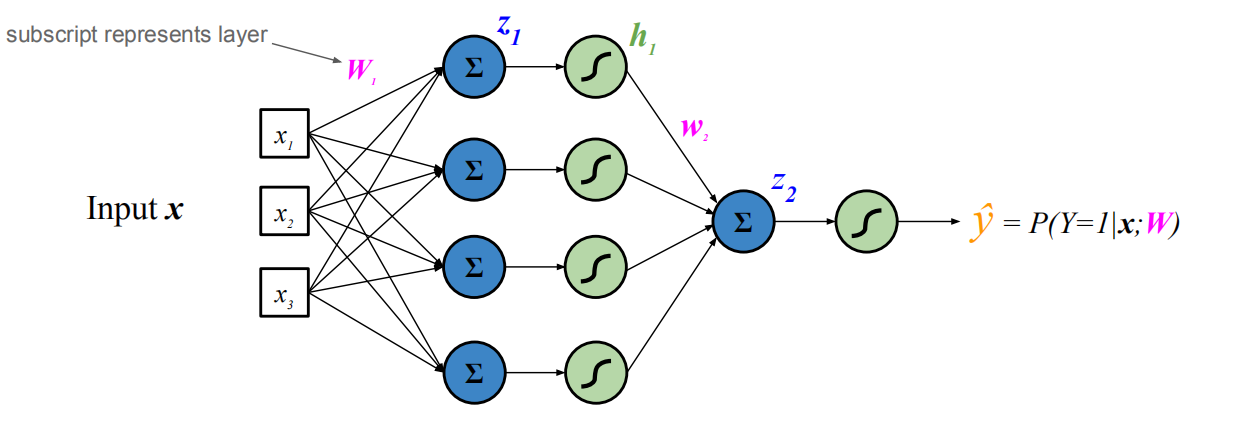 subscript represents layer
W₁
z₁
h₁
Σ
x₁
w₂
Σ
z₂
Input x
x₂
Σ
ŷ = P(Y=1|x;W)
Σ
x₃
Σ